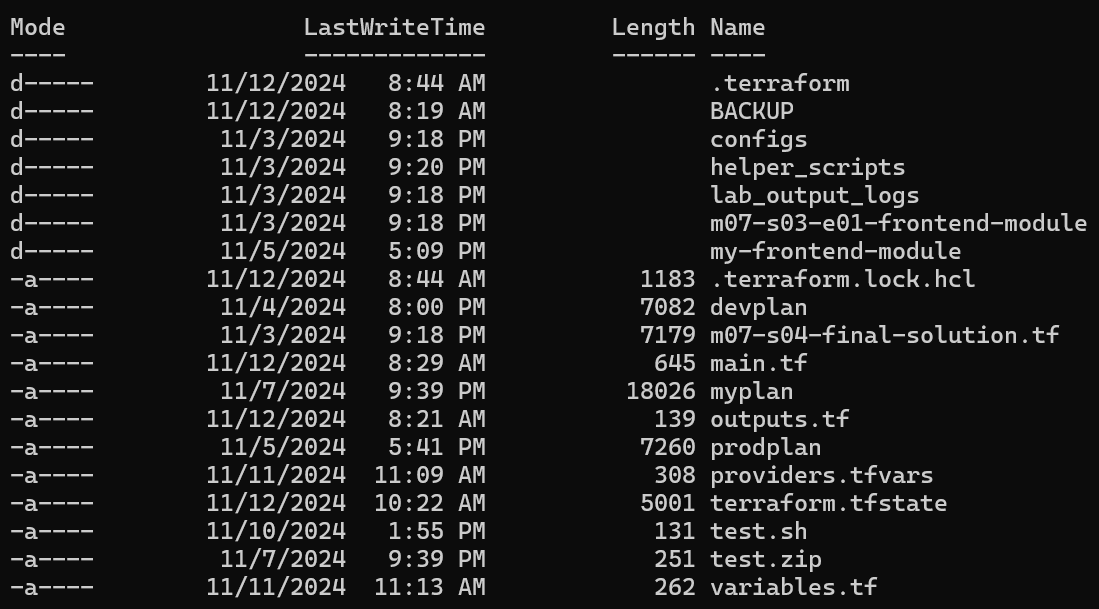 Mode                 LastWriteTime         Length Name
----                 -------------         ------ ----
d-----        11/12/2024   8:44 AM                .terraform
d-----        11/12/2024   8:19 AM                BACKUP
d-----         11/3/2024   9:18 PM                configs
d-----         11/3/2024   9:20 PM                helper_scripts
d-----         11/3/2024   9:18 PM                lab_output_logs
d-----         11/3/2024   9:18 PM                m07-s03-e01-frontend-module
d-----         11/5/2024   5:09 PM                my-frontend-module
-a----        11/12/2024   8:44 AM           1183 .terraform.lock.hcl
-a----         11/4/2024   8:00 PM           7082 devplan
-a----         11/3/2024   9:18 PM           7179 m07-s04-final-solution.tf
-a----        11/12/2024   8:29 AM            645 main.tf
-a----         11/7/2024   9:39 PM          18026 myplan
-a----        11/12/2024   8:21 AM            139 outputs.tf
-a----         11/5/2024   5:41 PM           7260 prodplan
-a----        11/11/2024  11:09 AM            308 providers.tfvars
-a----        11/12/2024  10:22 AM           5001 terraform.tfstate
-a----        11/10/2024   1:55 PM            131 test.sh
-a----         11/7/2024   9:39 PM            251 test.zip
-a----        11/11/2024  11:13 AM            262 variables.tf